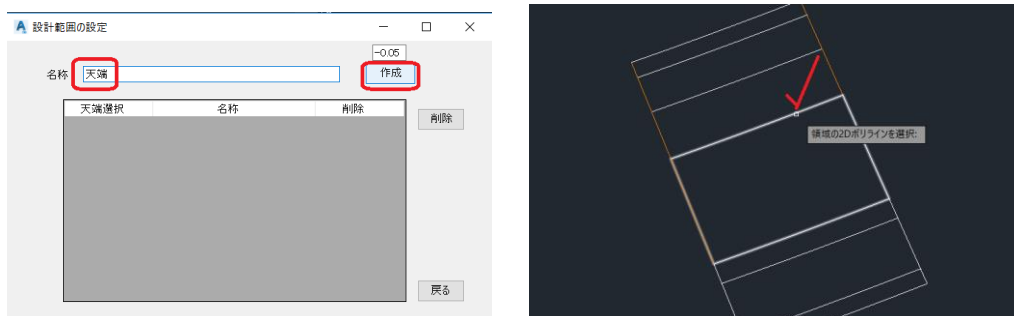 設計範囲の設定
-0.05
名称 天端 作成
天端選択 名称 削除
削除
戻る
領域の2Dポリラインを選択: